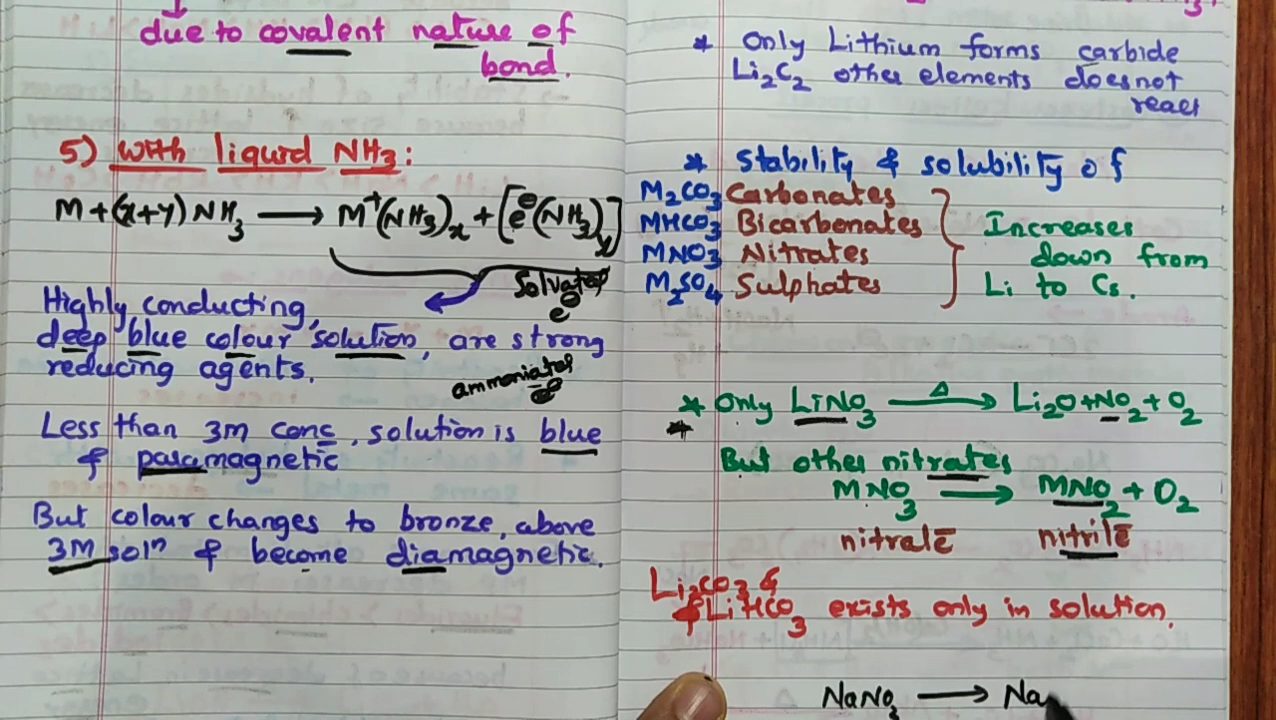 due to covalent nature of
bond.
5) with liquid NH3:
M + (x+y) NH3 ⟶ M+(NH3)x + [e⊖(NH3)y]
Solvated
e⊖
Highly conducting,
deep blue colour solution, are strong
reducing agents.
ammoniated
e⊖
Less than 3M conc, solution is blue
& paramagnetic
But colour changes to bronze, above
3M soln & become diamagnetic.
* Only Lithium forms carbide
Li2C2 other elements doesnot
react
* Stability & solubility of
M2CO3 Carbonates
MHCO3 Bicarbonates
MNO3 Nitrates
M2SO4 Sulphates
Increases
down from
Li to Cs.
* Only LiNO3 —Δ→ Li2O+NO2+O2
But other nitrates
MNO3 ⟶ MNO2 + O2
nitrate nitrite
Li2CO3 &
& LiHCO3 exists only in solution.
NaNO3 ⟶ Na